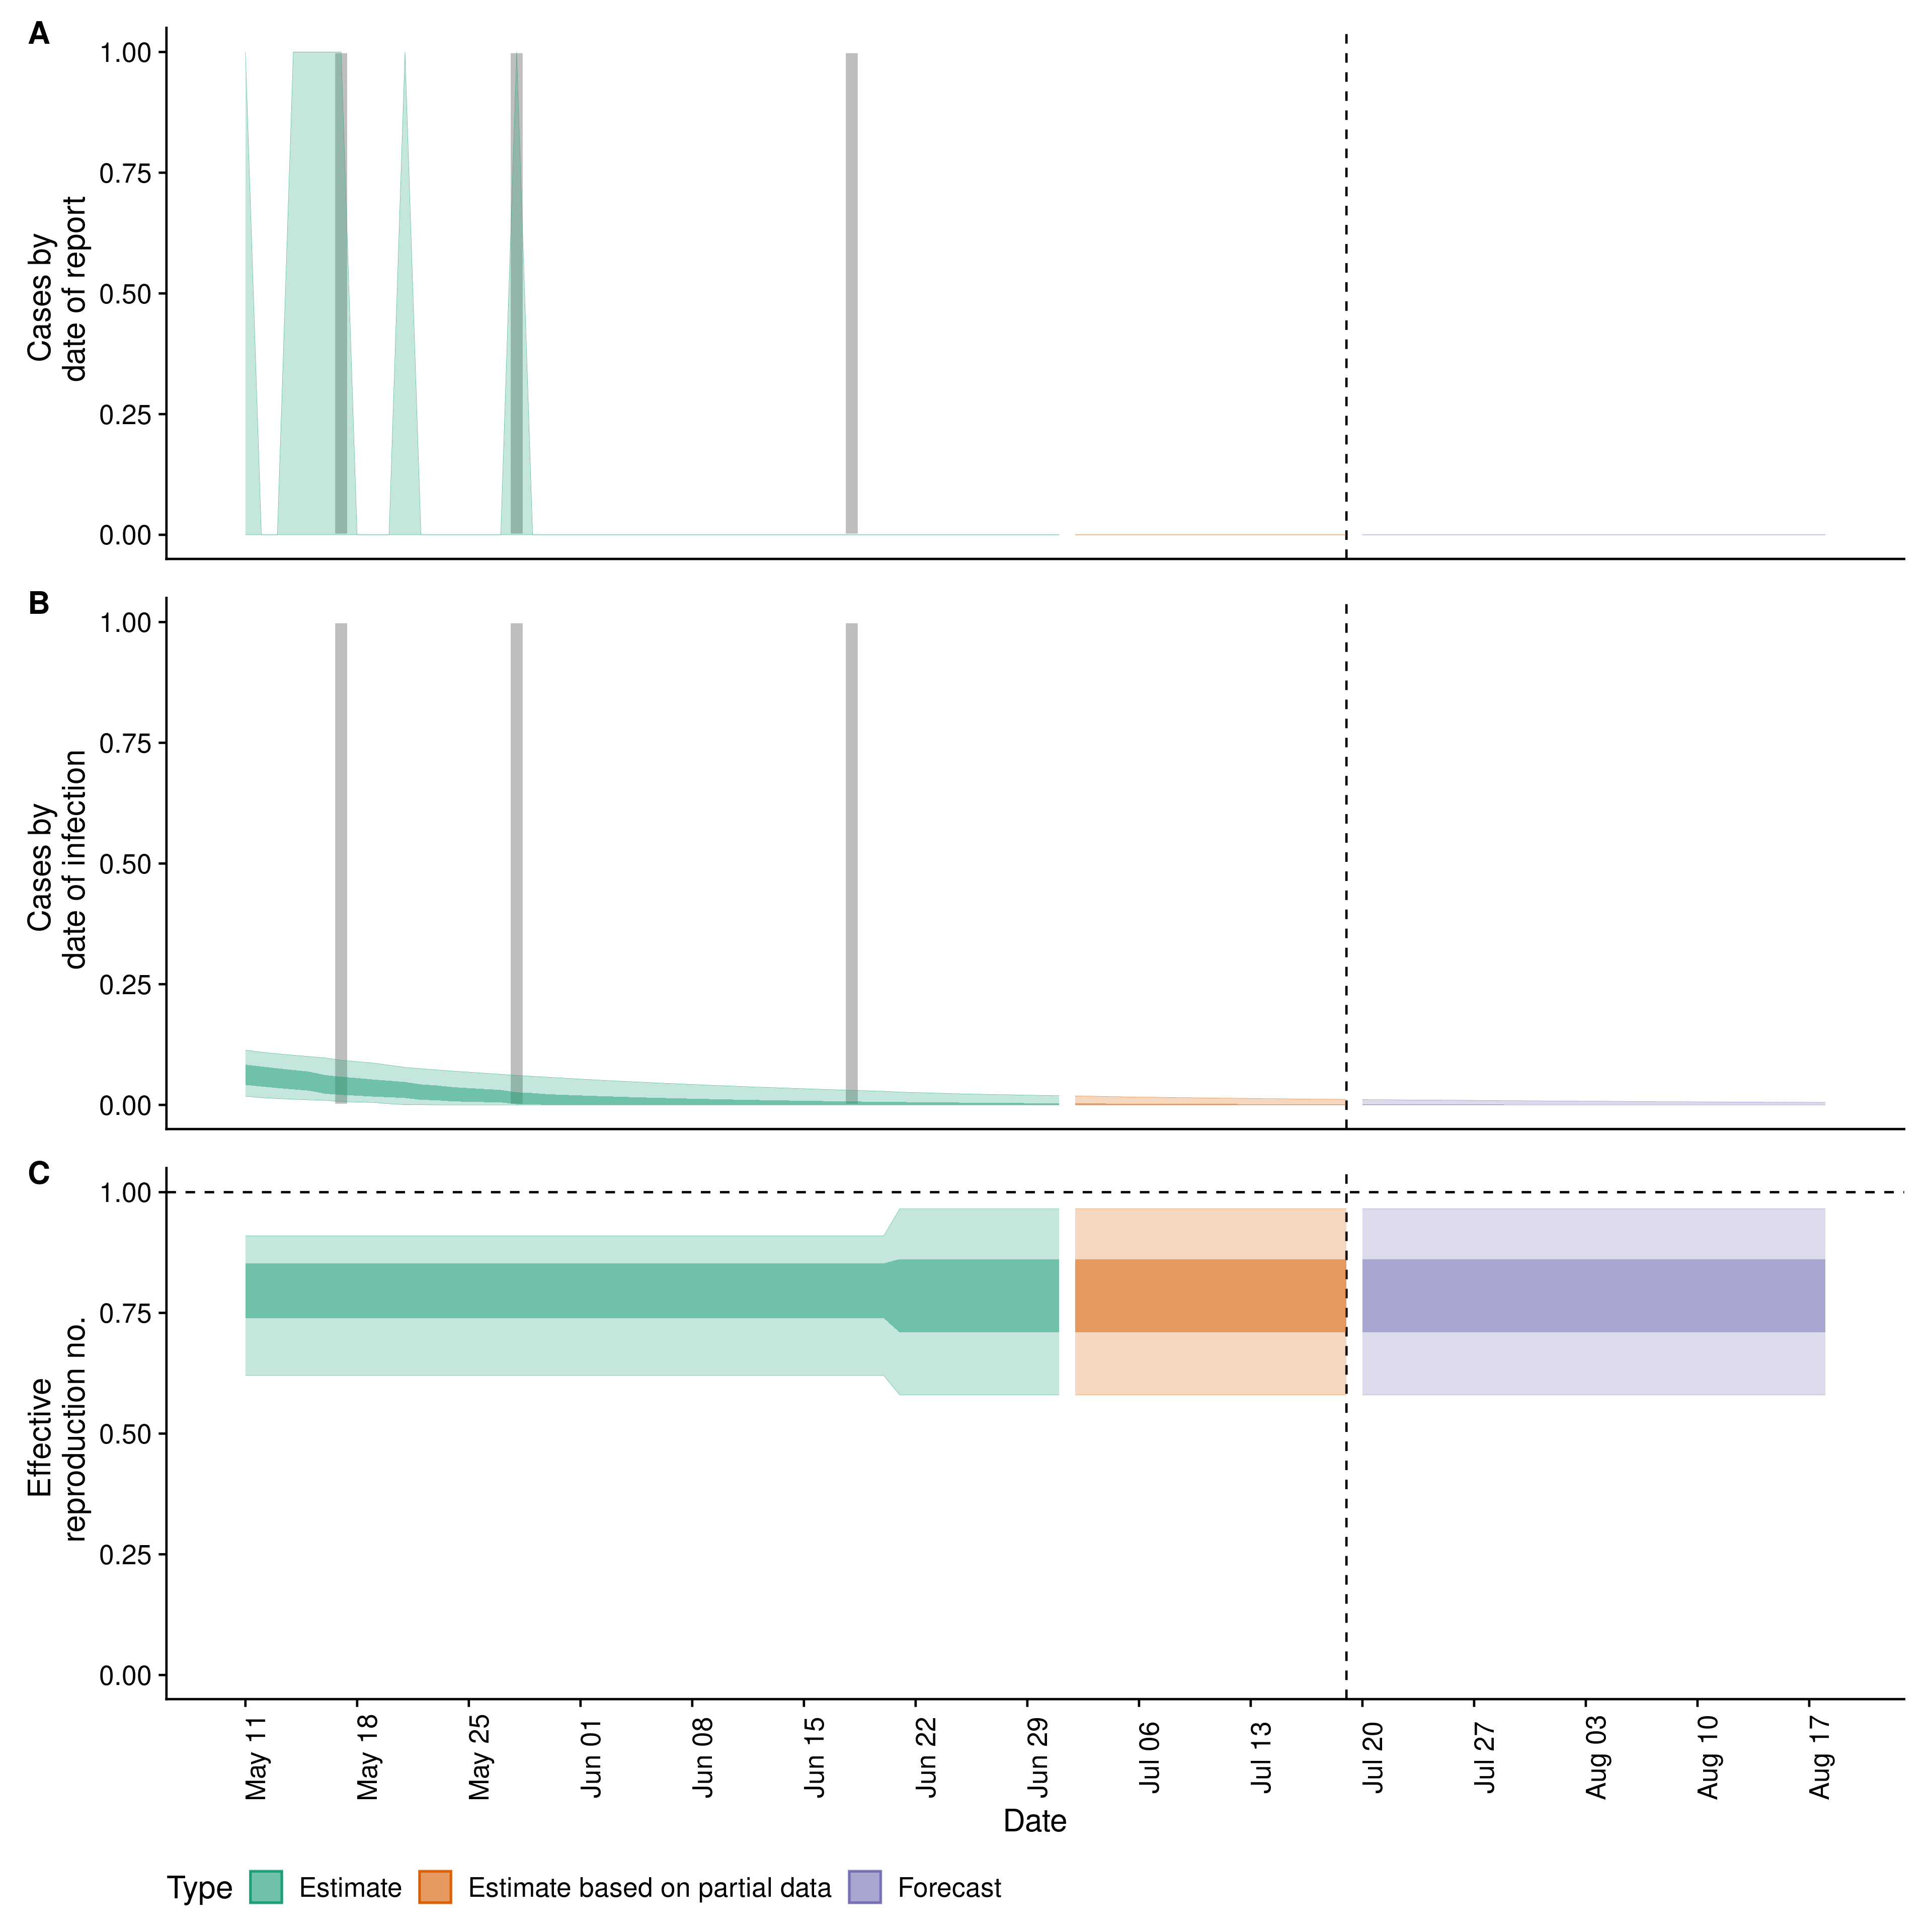 A
1.00
0.75
0.50
0.25
0.00
Cases by
date of report
B
1.00
0.75
0.50
0.25
0.00
Cases by
date of infection
C
1.00
0.75
0.50
0.25
0.00
Effective
reproduction no.
May 11
May 18
May 25
Jun 01
Jun 08
Jun 15
Jun 22
Jun 29
Jul 06
Jul 13
Jul 20
Jul 27
Aug 03
Aug 10
Aug 17
Date
Type Estimate Estimate based on partial data Forecast